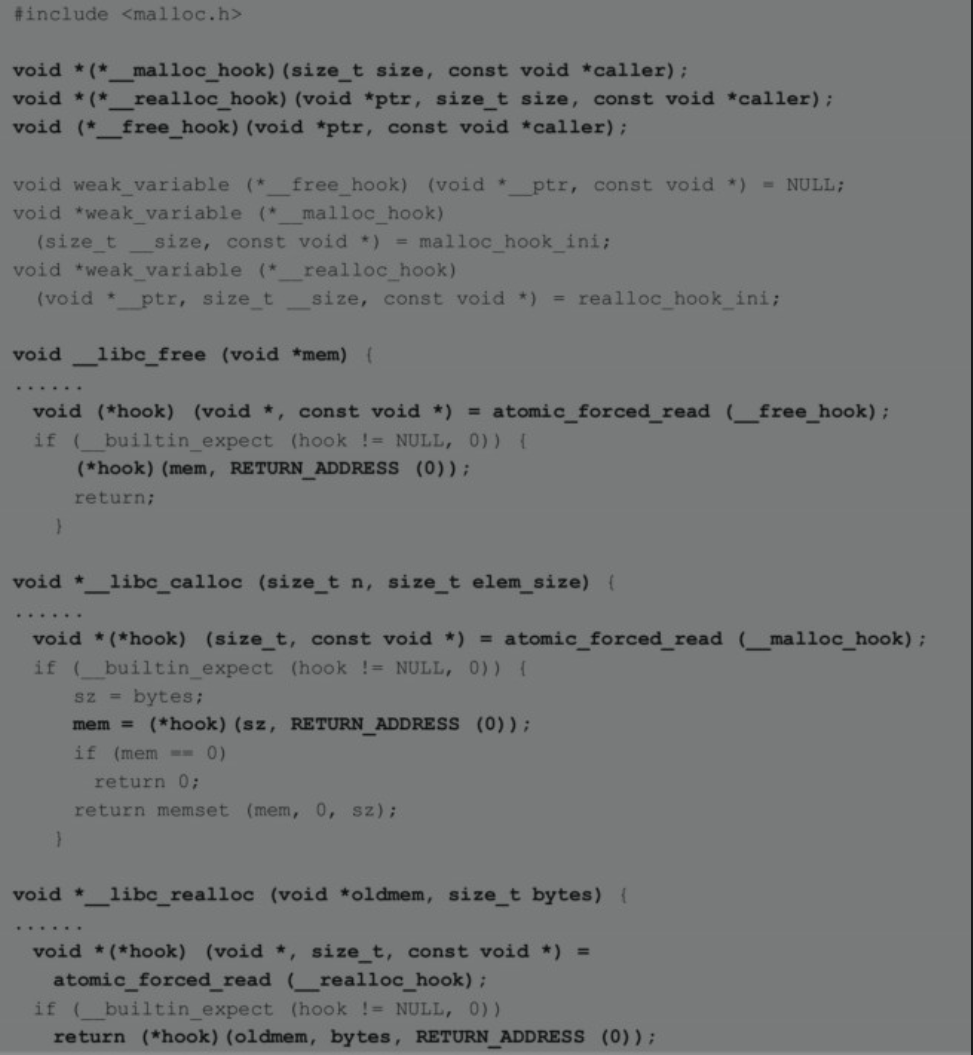 #include <malloc.h>
void *(*__malloc_hook)(size_t size, const void *caller);
void *(*__realloc_hook)(void *ptr, size_t size, const void *caller);
void (*__free_hook)(void *ptr, const void *caller);
void weak_variable (*__free_hook) (void *__ptr, const void *) = NULL;
void *weak_variable (*__malloc_hook)
(size_t __size, const void *) = malloc_hook_ini;
void *weak_variable (*__realloc_hook)
(void *__ptr, size_t __size, const void *) = realloc_hook_ini;
void __libc_free (void *mem) {
......
void (*hook) (void *, const void *) = atomic_forced_read (__free_hook);
if (__builtin_expect (hook != NULL, 0)) {
(*hook)(mem, RETURN_ADDRESS (0));
return;
}
void *__libc_calloc (size_t n, size_t elem_size) {
......
void *(*hook) (size_t, const void *) = atomic_forced_read (__malloc_hook);
if (__builtin_expect (hook != NULL, 0)) {
sz = bytes;
mem = (*hook)(sz, RETURN_ADDRESS (0));
if (mem == 0)
return 0;
return memset (mem, 0, sz);
}
void *__libc_realloc (void *oldmem, size_t bytes) {
......
void *(*hook) (void *, size_t, const void *) =
atomic_forced_read (__realloc_hook);
if (__builtin_expect (hook != NULL, 0))
return (*hook)(oldmem, bytes, RETURN_ADDRESS (0));